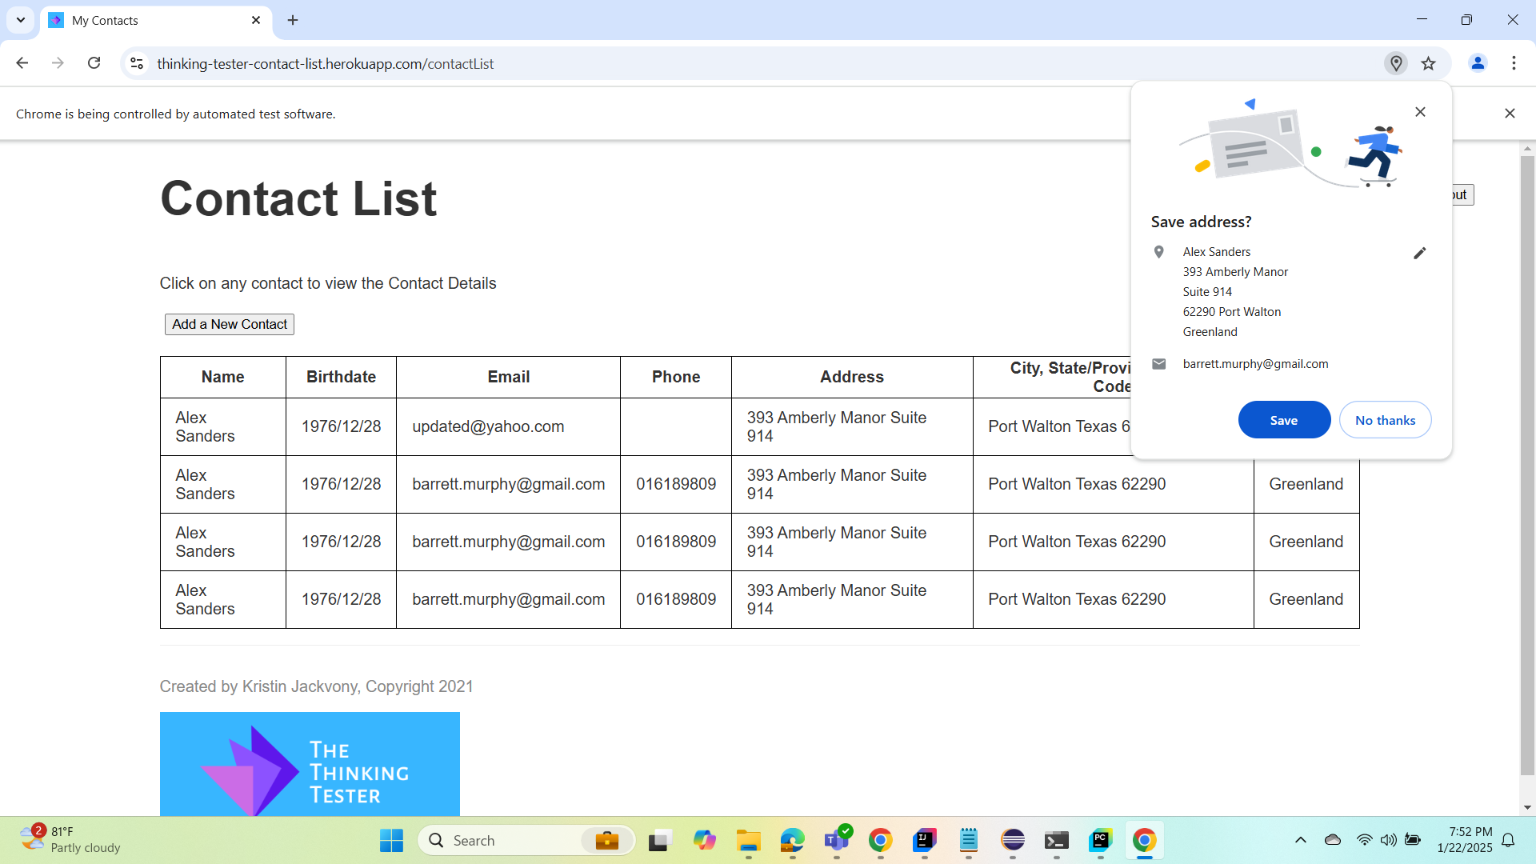 My Contacts
thinking-tester-contact-list.herokuapp.com/contactList
Chrome is being controlled by automated test software.
Contact List
Click on any contact to view the Contact Details
Add a New Contact
Name Birthdate Email Phone Address City, State/Provi
Code
Alex
Sanders
1976/12/28 updated@yahoo.com
393 Amberly Manor Suite
914
Port Walton Texas 6
Alex
Sanders
1976/12/28 barrett.murphy@gmail.com 016189809
393 Amberly Manor Suite
914
Port Walton Texas 62290 Greenland
Alex
Sanders
1976/12/28 barrett.murphy@gmail.com 016189809
393 Amberly Manor Suite
914
Port Walton Texas 62290 Greenland
Alex
Sanders
1976/12/28 barrett.murphy@gmail.com 016189809
393 Amberly Manor Suite
914
Port Walton Texas 62290 Greenland
Save address?
Alex Sanders
393 Amberly Manor
Suite 914
62290 Port Walton
Greenland
barrett.murphy@gmail.com
Save No thanks
out
Created by Kristin Jackvony, Copyright 2021
THE
THINKING
TESTER
2
81°F
Partly cloudy
Search
7:52 PM
1/22/2025